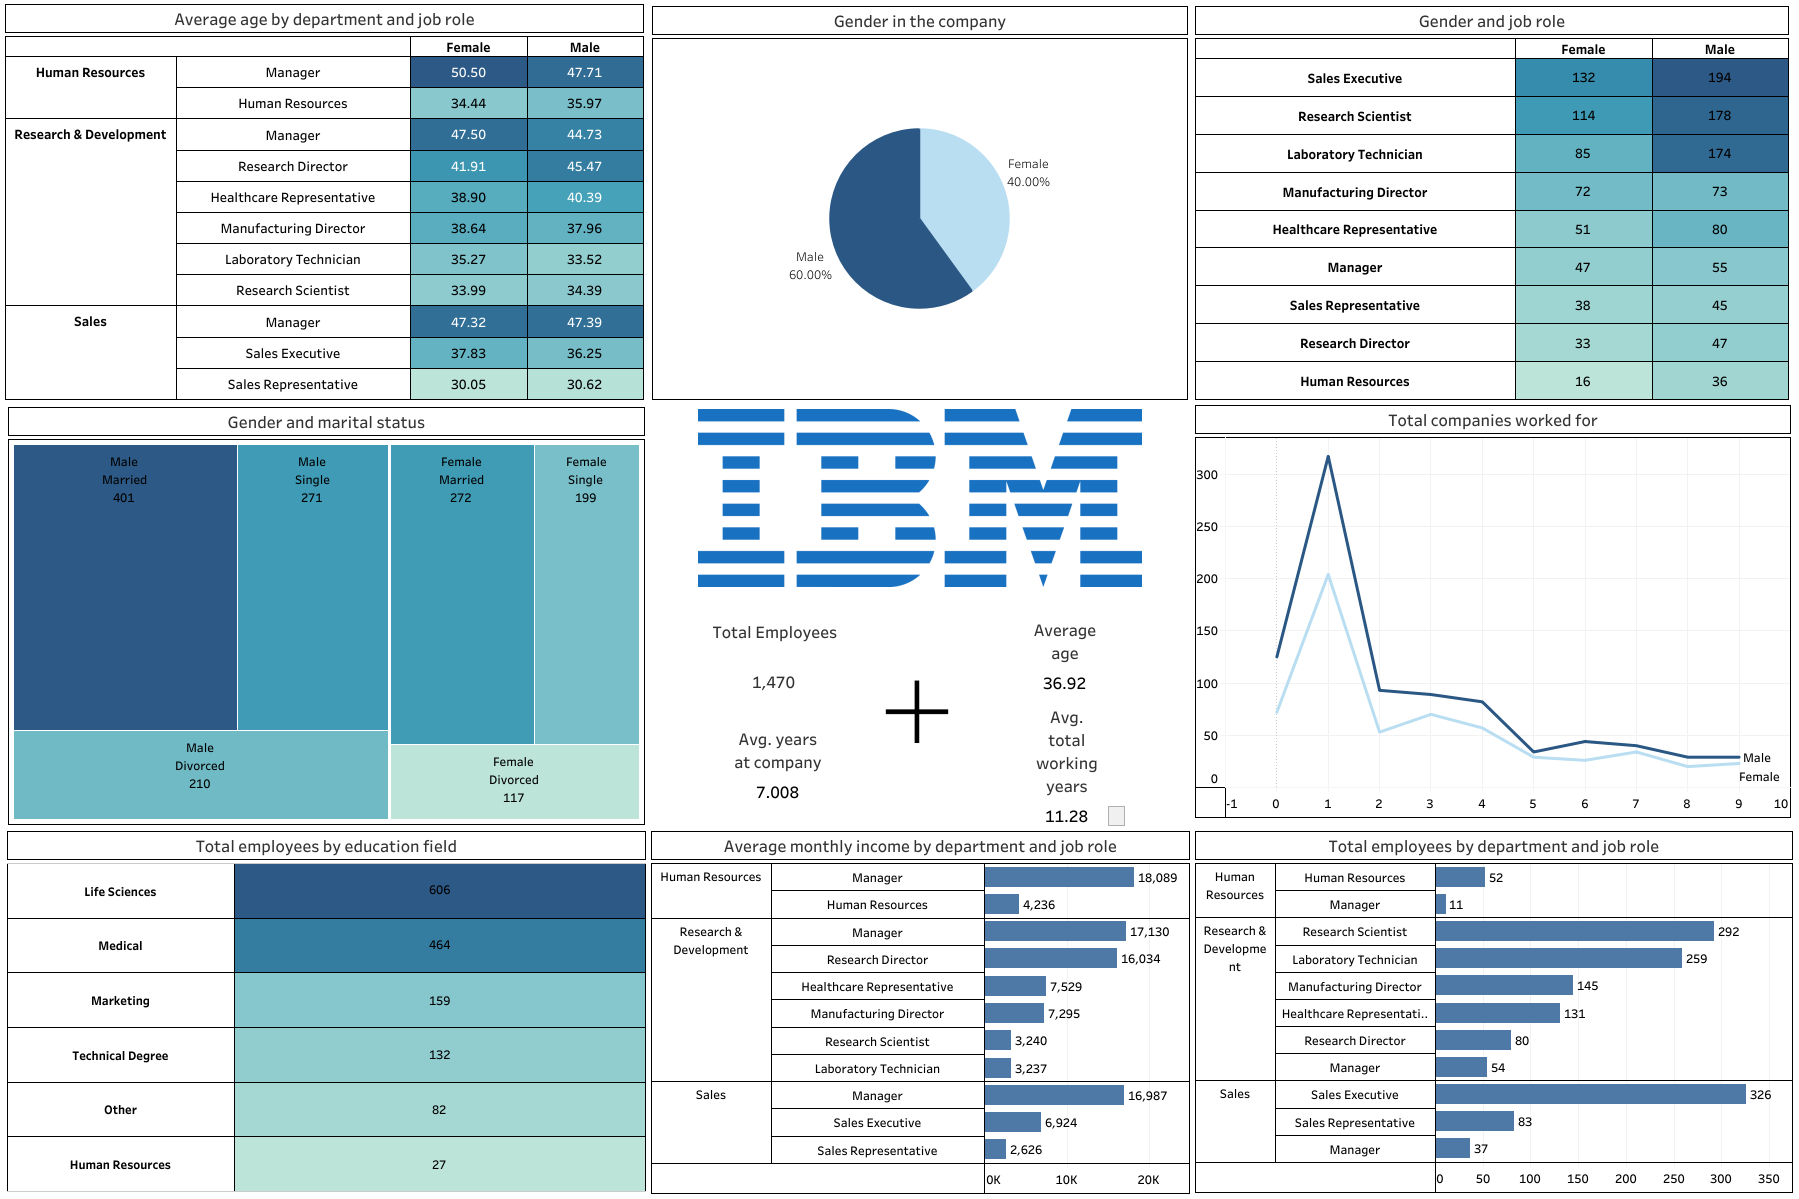 Average age by department and job role
Female Male
Human Resources Manager 50.50 47.71
Human Resources 34.44 35.97
Research & Development Manager 47.50 44.73
Research Director 41.91 45.47
Healthcare Representative 38.90 40.39
Manufacturing Director 38.64 37.96
Laboratory Technician 35.27 33.52
Research Scientist 33.99 34.39
Sales Manager 47.32 47.39
Sales Executive 37.83 36.25
Sales Representative 30.05 30.62
Gender in the company
Female
40.00%
Male
60.00%
Gender and job role
Female Male
Sales Executive 132 194
Research Scientist 114 178
Laboratory Technician 85 174
Manufacturing Director 72 73
Healthcare Representative 51 80
Manager 47 55
Sales Representative 38 45
Research Director 33 47
Human Resources 16 36
Gender and marital status
Male
Married
401
Male
Single
271
Female
Married
272
Female
Single
199
Male
Divorced
210
Female
Divorced
117
IBM
Total Employees
1,470
Average
age
36.92
Avg. years
at company
7.008
Avg.
total
working
years
11.28
Total companies worked for
300
250
200
150
100
50
0
Male
Female
-1 0 1 2 3 4 5 6 7 8 9 10
Total employees by education field
Life Sciences 606
Medical 464
Marketing 159
Technical Degree 132
Other 82
Human Resources 27
Average monthly income by department and job role
Human Resources Manager 18,089
Human Resources 4,236
Research &
Development
Manager 17,130
Research Director 16,034
Healthcare Representative 7,529
Manufacturing Director 7,295
Research Scientist 3,240
Laboratory Technician 3,237
Sales Manager 16,987
Sales Executive 6,924
Sales Representative 2,626
0K 10K 20K
Total employees by department and job role
Human
Resources
Human Resources 52
Manager 11
Research &
Developme
nt
Research Scientist 292
Laboratory Technician 259
Manufacturing Director 145
Healthcare Representati.. 131
Research Director 80
Manager 54
Sales Sales Executive 326
Sales Representative 83
Manager 37
0 50 100 150 200 250 300 350